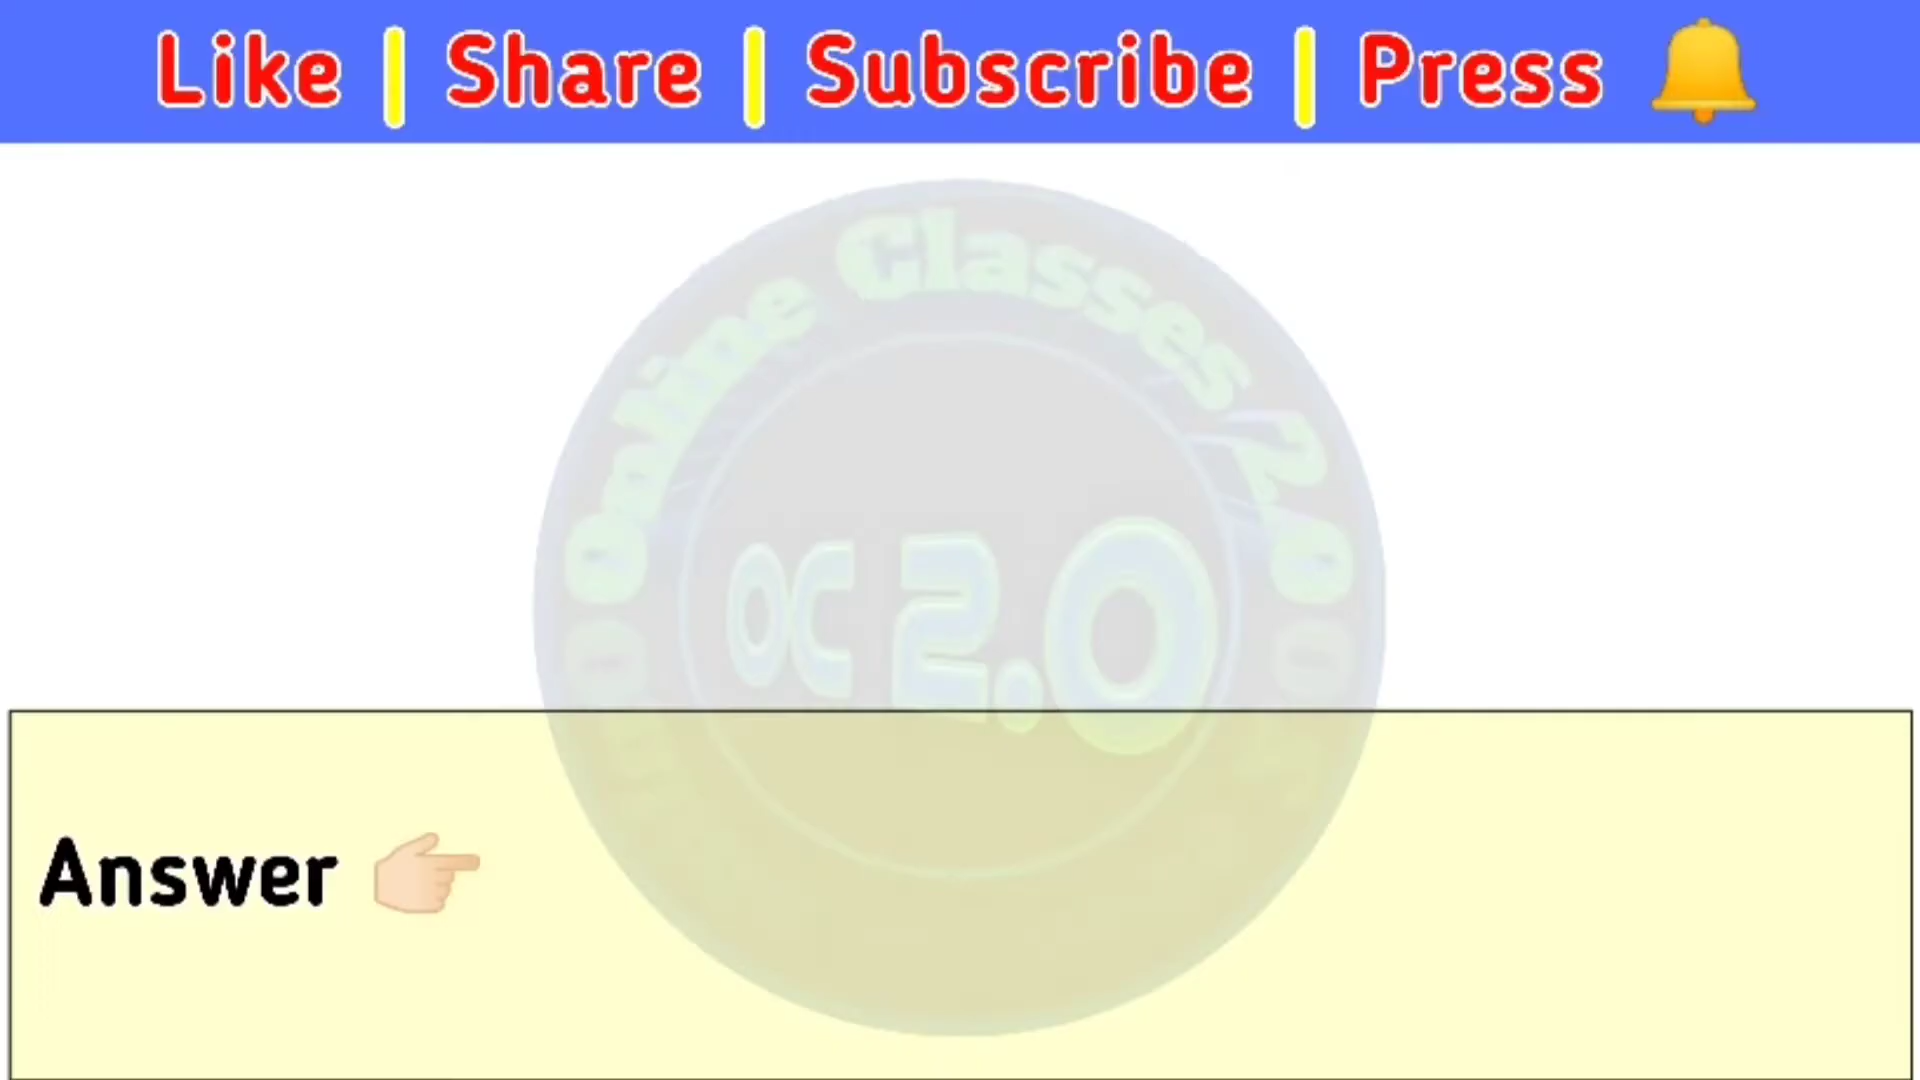 Like | Share | Subscribe | Press
Online Classes 2.0
OC 2.0
Answer